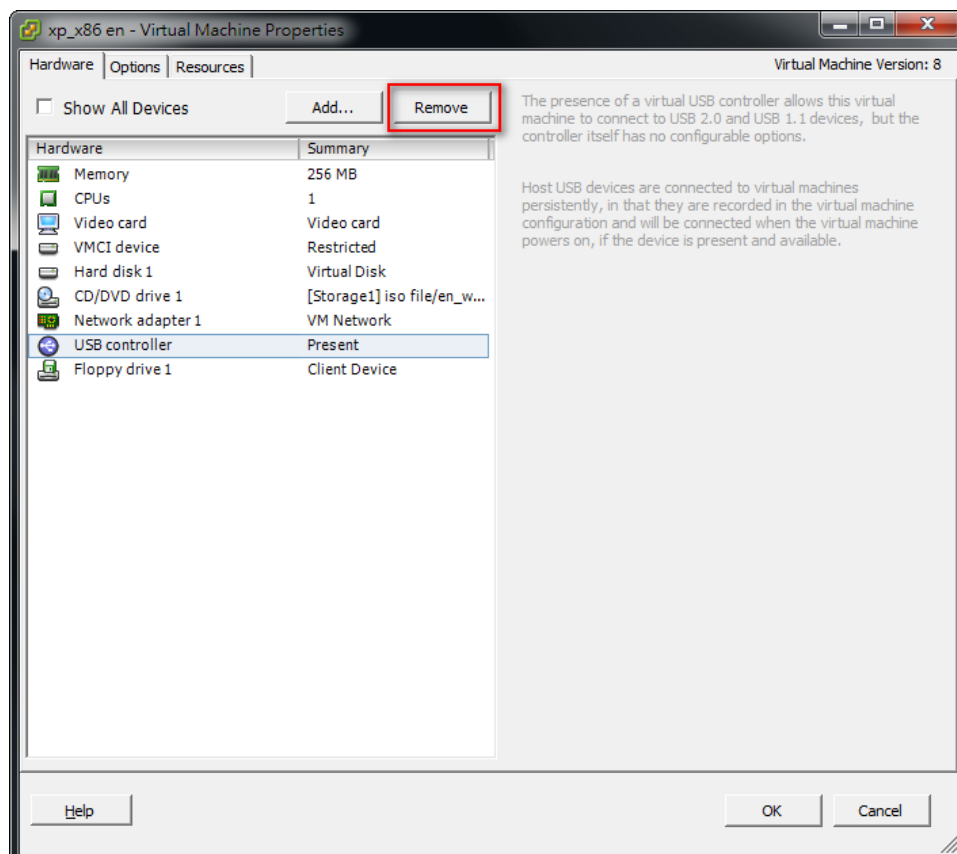 xp_x86 en - Virtual Machine Properties
Hardware Options Resources Virtual Machine Version: 8
Show All Devices Add... Remove
The presence of a virtual USB controller allows this virtual
machine to connect to USB 2.0 and USB 1.1 devices, but the
controller itself has no configurable options.
Host USB devices are connected to virtual machines
persistently, in that they are recorded in the virtual machine
configuration and will be connected when the virtual machine
powers on, if the device is present and available.
Hardware Summary
Memory 256 MB
CPUs 1
Video card Video card
VMCI device Restricted
Hard disk 1 Virtual Disk
CD/DVD drive 1 [Storage1] iso file/en_w...
Network adapter 1 VM Network
USB controller Present
Floppy drive 1 Client Device
Help OK Cancel